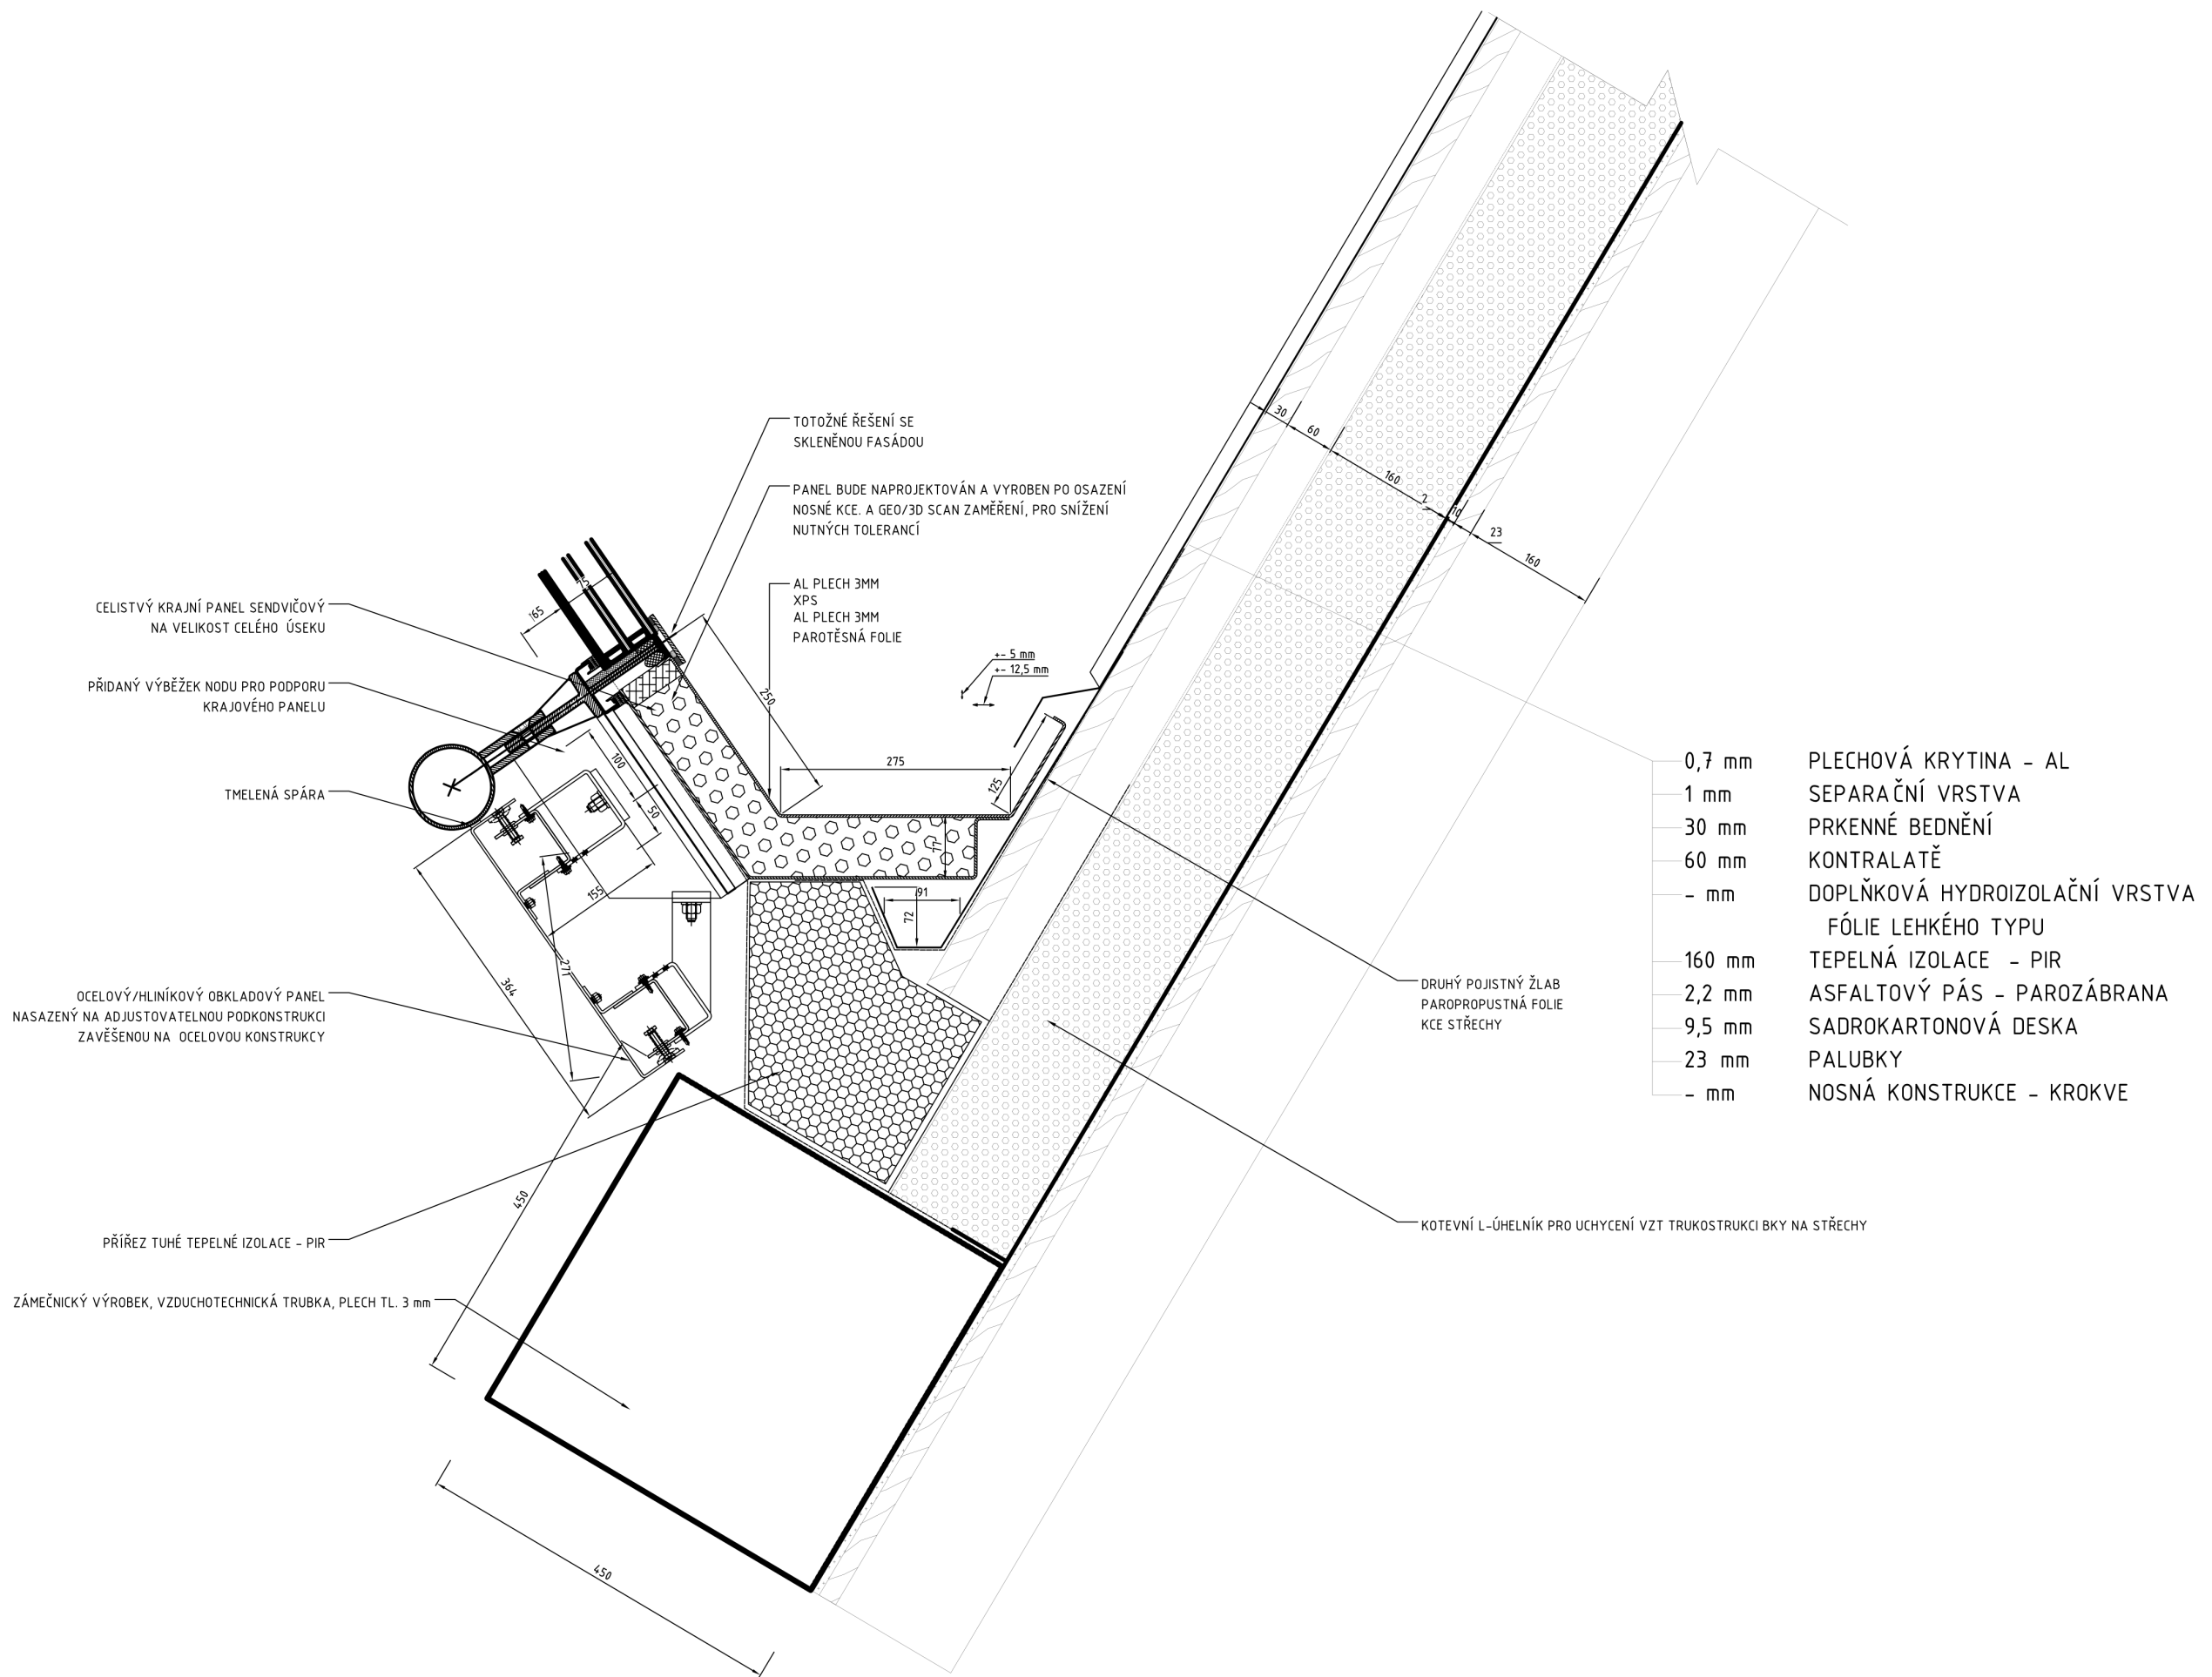 TOTOŽNÉ ŘEŠENÍ SE
SKLENĚNOU FASÁDOU
PANEL BUDE NAPROJEKTOVÁN A VYROBEN PO OSAZENÍ
NOSNÉ KCE. A GEO/3D SCAN ZAMĚŘENÍ, PRO SNÍŽENÍ
NUTNÝCH TOLERANCÍ
AL PLECH 3MM
XPS
AL PLECH 3MM
PAROTĚSNÁ FOLIE
+- 5 mm
+- 12,5 mm
CELISTVÝ KRAJNÍ PANEL SENDVIČOVÝ
NA VELIKOST CELÉHO ÚSEKU
PŘIDANÝ VÝBĚŽEK NODU PRO PODPORU
KRAJOVÉHO PANELU
TMELENÁ SPÁRA
OCELOVÝ/HLINÍKOVÝ OBKLADOVÝ PANEL
NASAZENÝ NA ADJUSTOVATELNOU PODKONSTRUKCI
ZAVĚŠENOU NA OCELOVOU KONSTRUKCY
PŘÍŘEZ TUHÉ TEPELNÉ IZOLACE - PIR
ZÁMEČNICKÝ VÝROBEK, VZDUCHOTECHNICKÁ TRUBKA, PLECH TL. 3 mm
30
60
160
2
10
23
160
75
165
250
275
125
100
50
77
155
91
72
271
364
450
450
0,7 mm PLECHOVÁ KRYTINA - AL
1 mm SEPARAČNÍ VRSTVA
30 mm PRKENNÉ BEDNĚNÍ
60 mm KONTRALATĚ
- mm DOPLŇKOVÁ HYDROIZOLAČNÍ VRSTVA
FÓLIE LEHKÉHO TYPU
160 mm TEPELNÁ IZOLACE - PIR
2,2 mm ASFALTOVÝ PÁS - PAROZÁBRANA
9,5 mm SADROKARTONOVÁ DESKA
23 mm PALUBKY
- mm NOSNÁ KONSTRUKCE - KROKVE
DRUHÝ POJISTNÝ ŽLAB
PAROPROPUSTNÁ FOLIE
KCE STŘECHY
KOTEVNÍ L-ÚHELNÍK PRO UCHYCENÍ VZT TRUKOSTRUKCI BKY NA STŘECHY